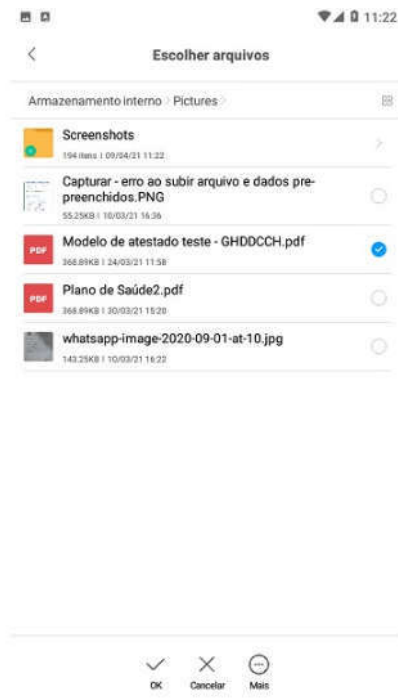 11:22
Escolher arquivos
Armazenamento interno Pictures
Screenshots
194 itens | 09/04/21 11:22
Capturar - erro ao subir arquivo e dados pre-
preenchidos.PNG
55.25KB | 10/03/21 16:36
PDF
Modelo de atestado teste - GHDDCCH.pdf
368.89KB | 24/03/21 11:58
PDF
Plano de Saúde2.pdf
368.89KB | 30/03/21 15:20
whatsapp-image-2020-09-01-at-10.jpg
143.25KB | 10/03/21 16:22
OK Cancelar Mais